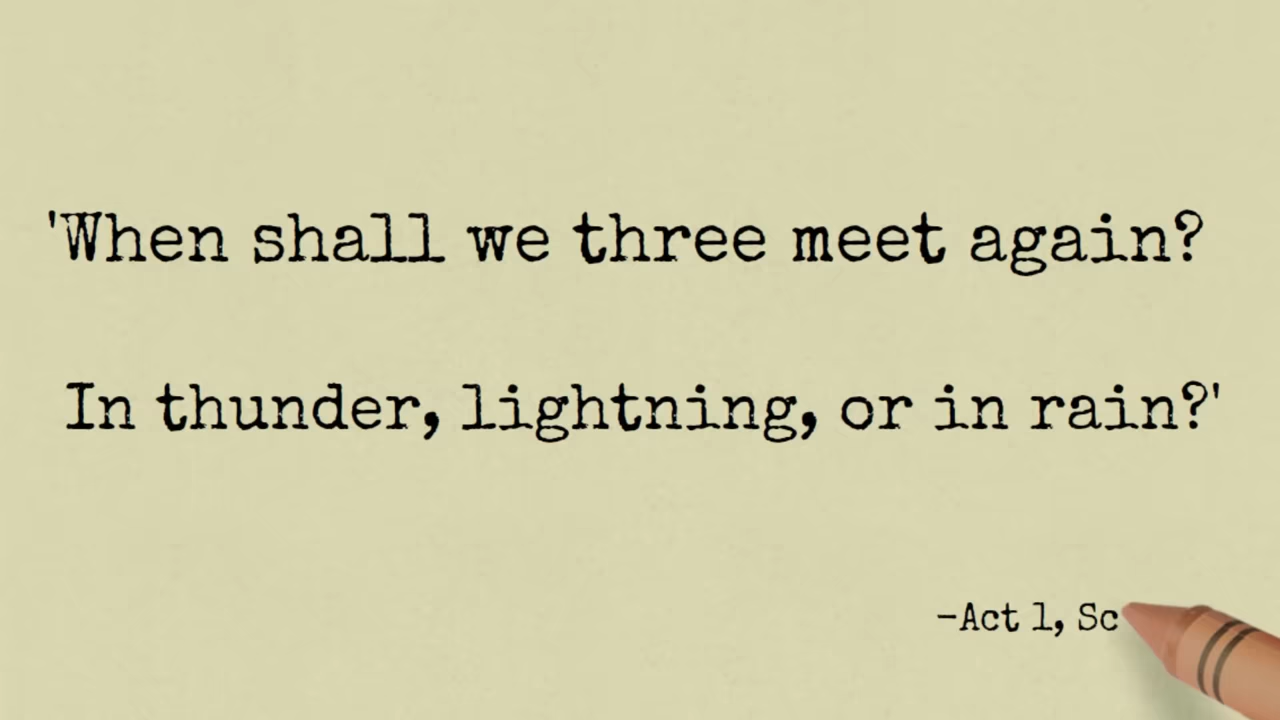 'When shall we three meet again?
In thunder, lightning, or in rain?'
-Act 1, Sc